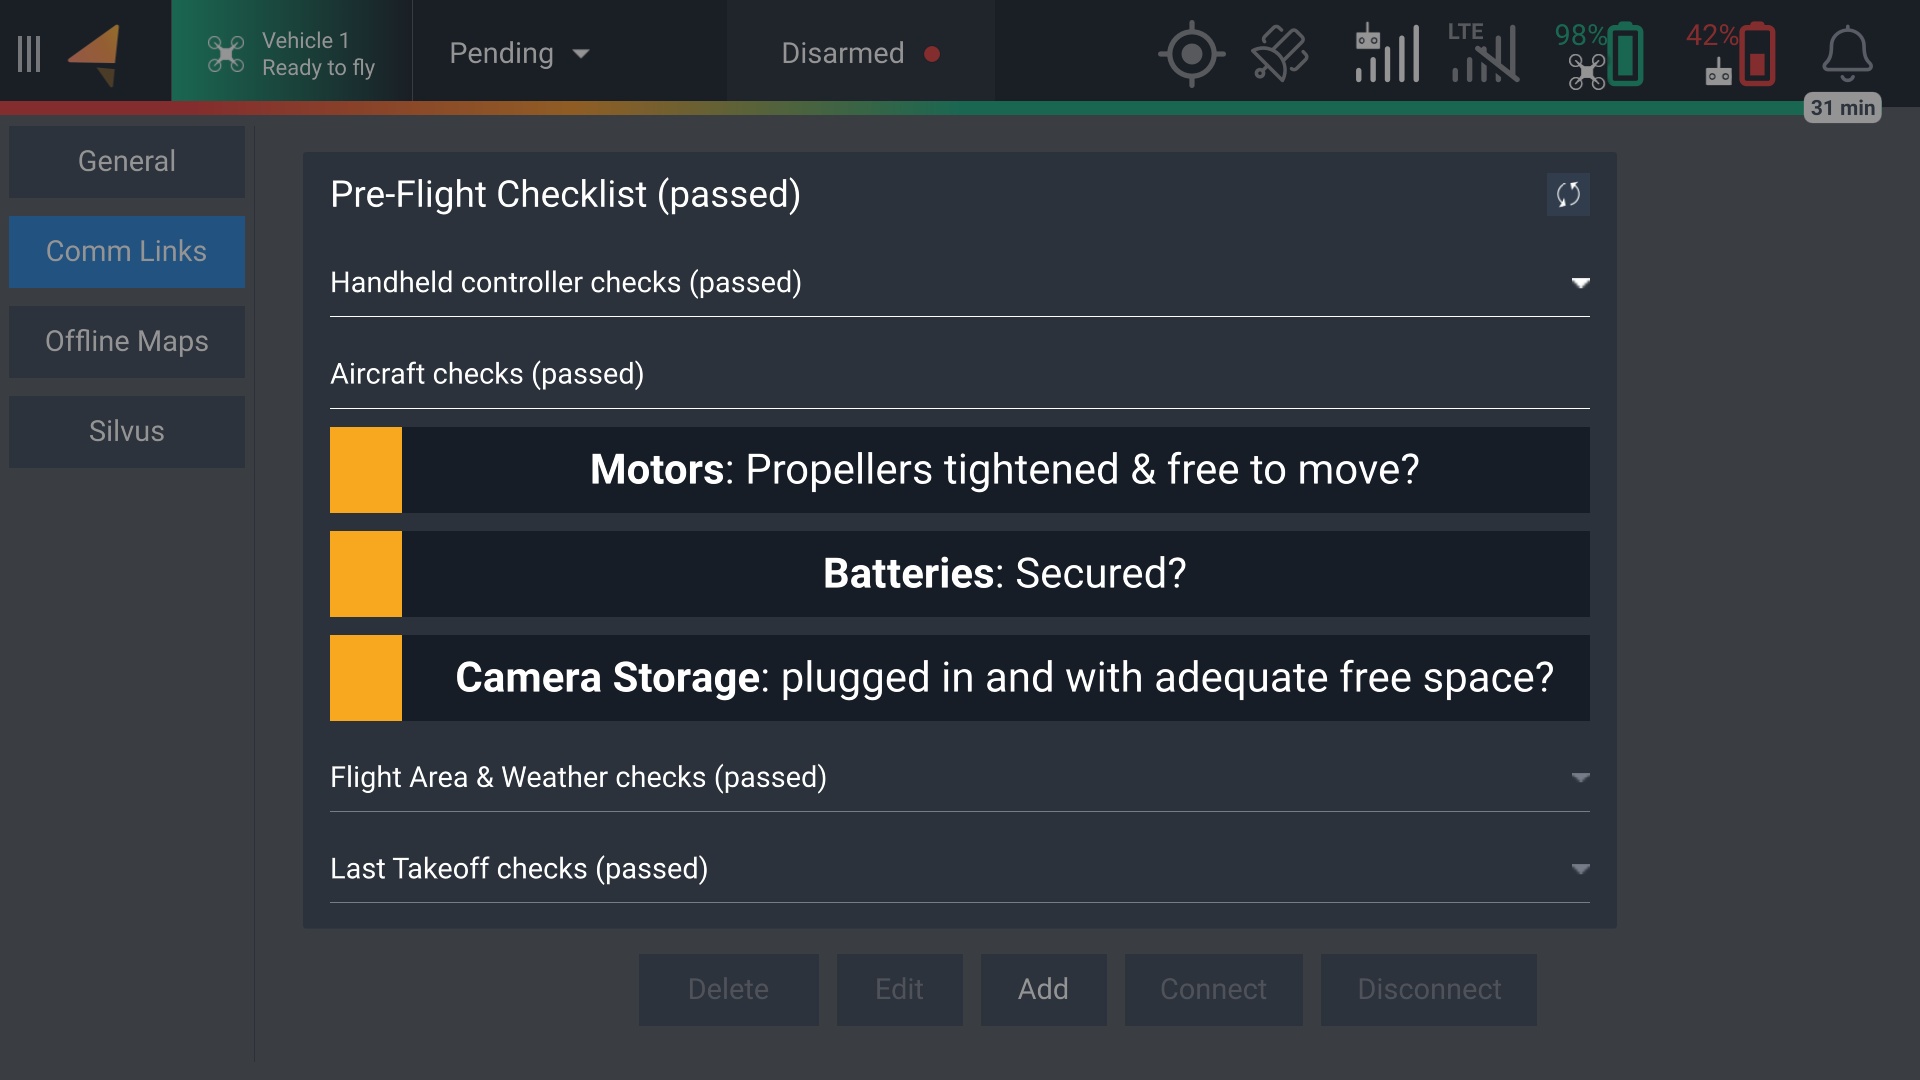 Vehicle 1
Ready to fly
Pending
Disarmed
LTE
98%
42%
31 min
General
Comm Links
Offline Maps
Silvus
Pre-Flight Checklist (passed)
Handheld controller checks (passed)
Aircraft checks (passed)
Motors: Propellers tightened & free to move?
Batteries: Secured?
Camera Storage: plugged in and with adequate free space?
Flight Area & Weather checks (passed)
Last Takeoff checks (passed)
Delete
Edit
Add
Connect
Disconnect